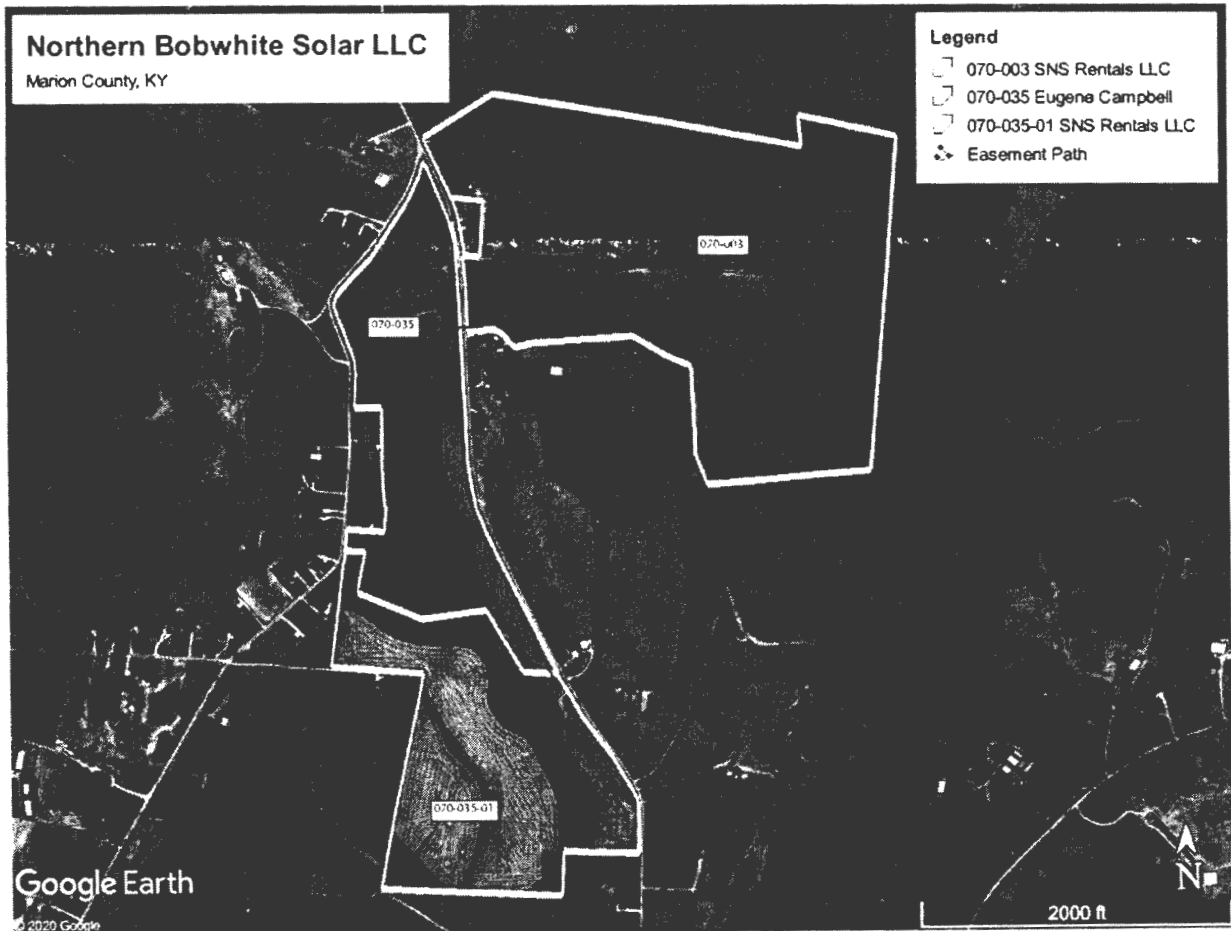 Northern Bobwhite Solar LLC
Marion County, KY
Legend
070-003 SNS Rentals LLC
070-035 Eugene Campbell
070-035-01 SNS Rentals LLC
Easement Path
070-003
070-035
070-035-01
Google Earth
© 2020 Google
N
2000 ft